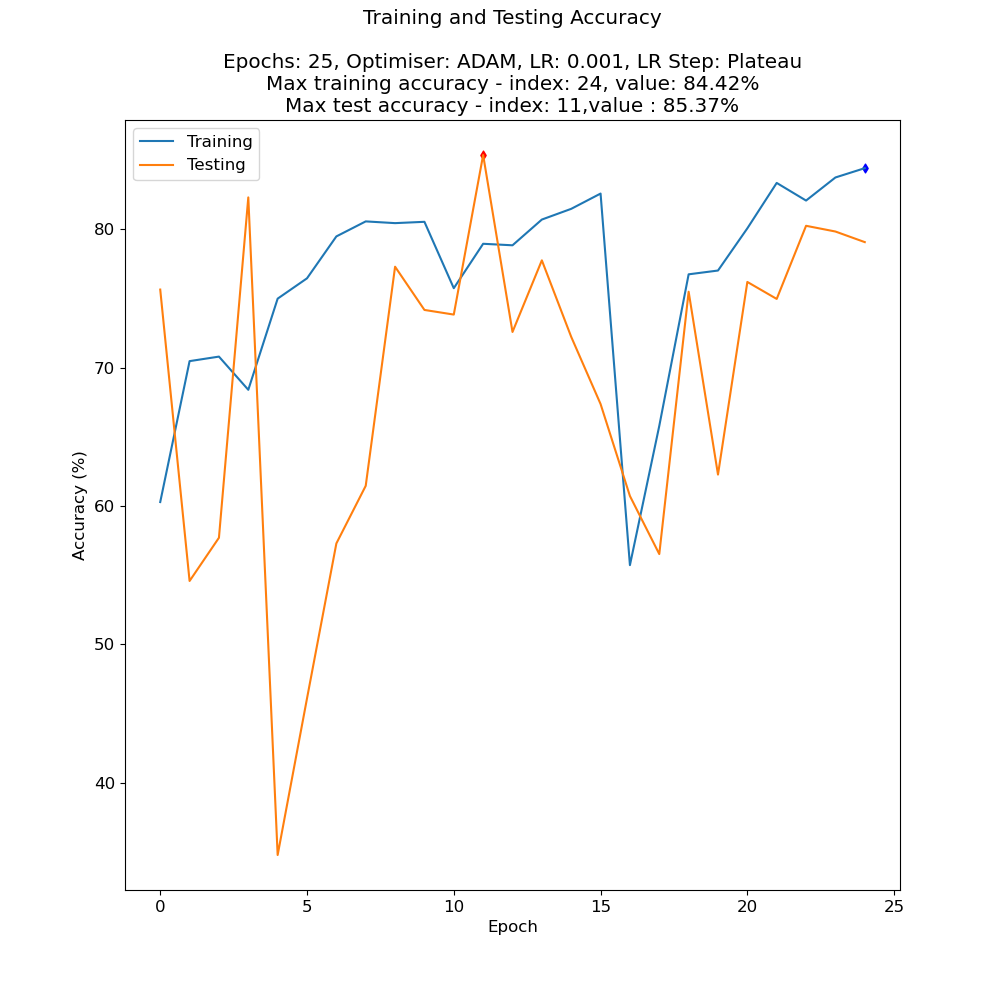 Training and Testing Accuracy
Epochs: 25, Optimiser: ADAM, LR: 0.001, LR Step: Plateau
Max training accuracy - index: 24, value: 84.42%
Max test accuracy - index: 11,value : 85.37%
Training
Testing
80
70
60
50
40
Accuracy (%)
0 5 10 15 20 25
Epoch